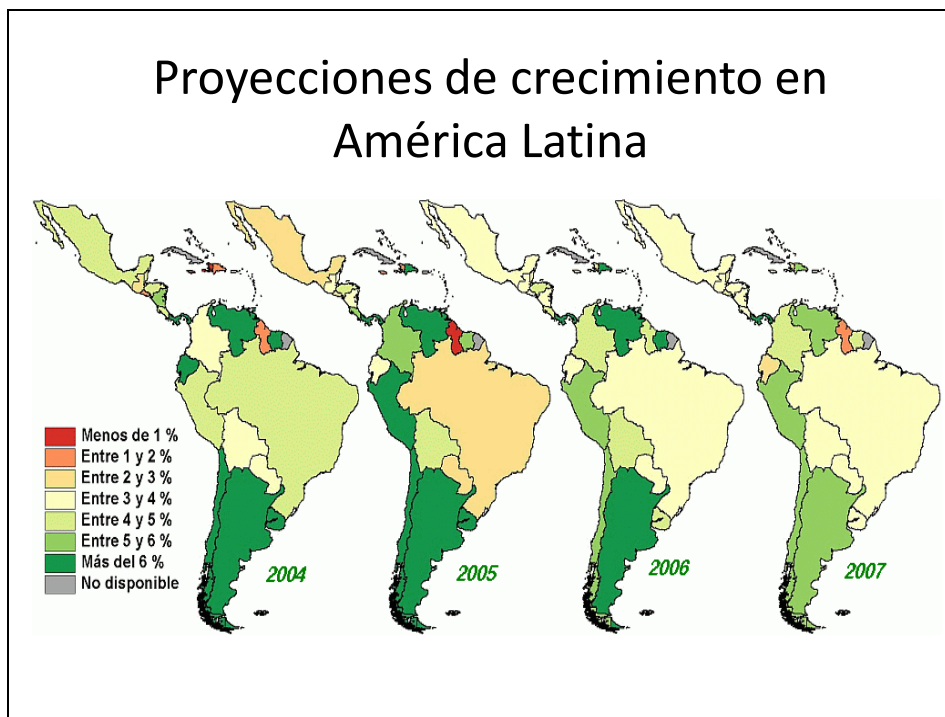 Proyecciones de crecimiento en
América Latina
Menos de 1 %
Entre 1 y 2 %
Entre 2 y 3 %
Entre 3 y 4 %
Entre 4 y 5 %
Entre 5 y 6 %
Más del 6 %
No disponible
2004
2005
2006
2007